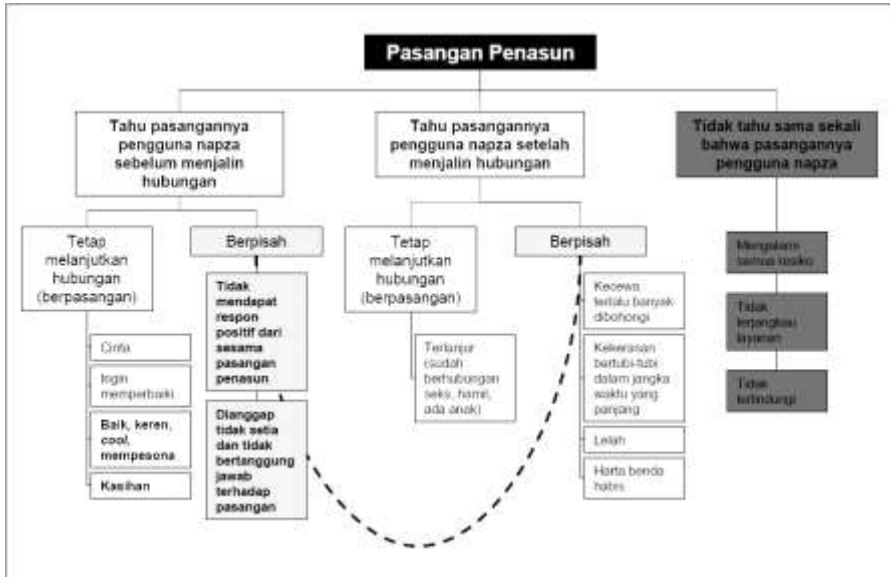 Pasangan Penasun
Tahu pasangannya
pengguna napza
sebelum menjalin
hubungan
Tahu pasangannya
pengguna napza setelah
menjalin hubungan
Tidak tahu sama sekali
bahwa pasangannya
pengguna napza
Tetap
melanjutkan
hubungan
(berpasangan)
Berpisah
Tetap
melanjutkan
hubungan
(berpasangan)
Berpisah
Mengalami
semua resiko
Tidak
mendapat
respon
positif dari
sesama
pasangan
penasun
Kecewa
terlalu banyak
dibohongi
Tidak
terjangkau
layanan
Cinta
Ingin
memperbaiki
Baik, keren,
cool,
mempesona
Kasihan
Dianggap
tidak setia
dan tidak
bertanggung
jawab
terhadap
pasangan
Terlanjur
(sudah
berhubungan
seks, hamil,
ada anak)
Kekerasan
bertubi-tubi
dalam jangka
waktu yang
panjang
Tidak
terlindungi
Lelah
Harta benda
habis